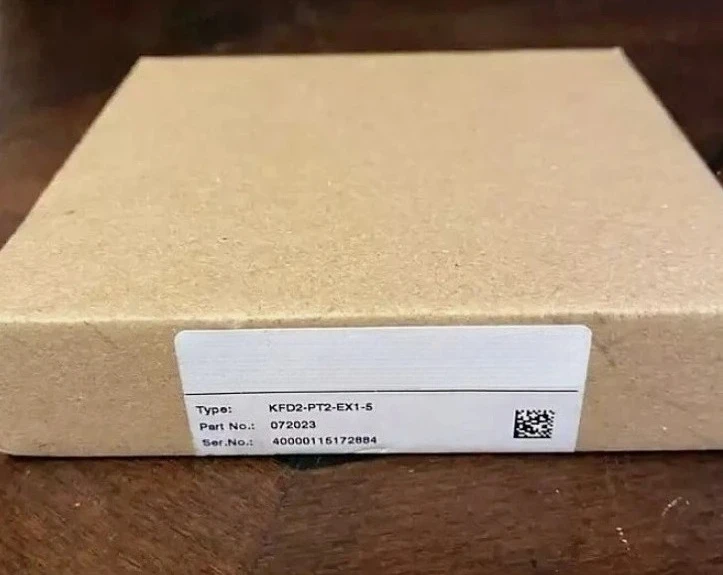 Type: KFD2-PT2-EX1-5
Part No.: 072023
Ser.No.: 40000115172884